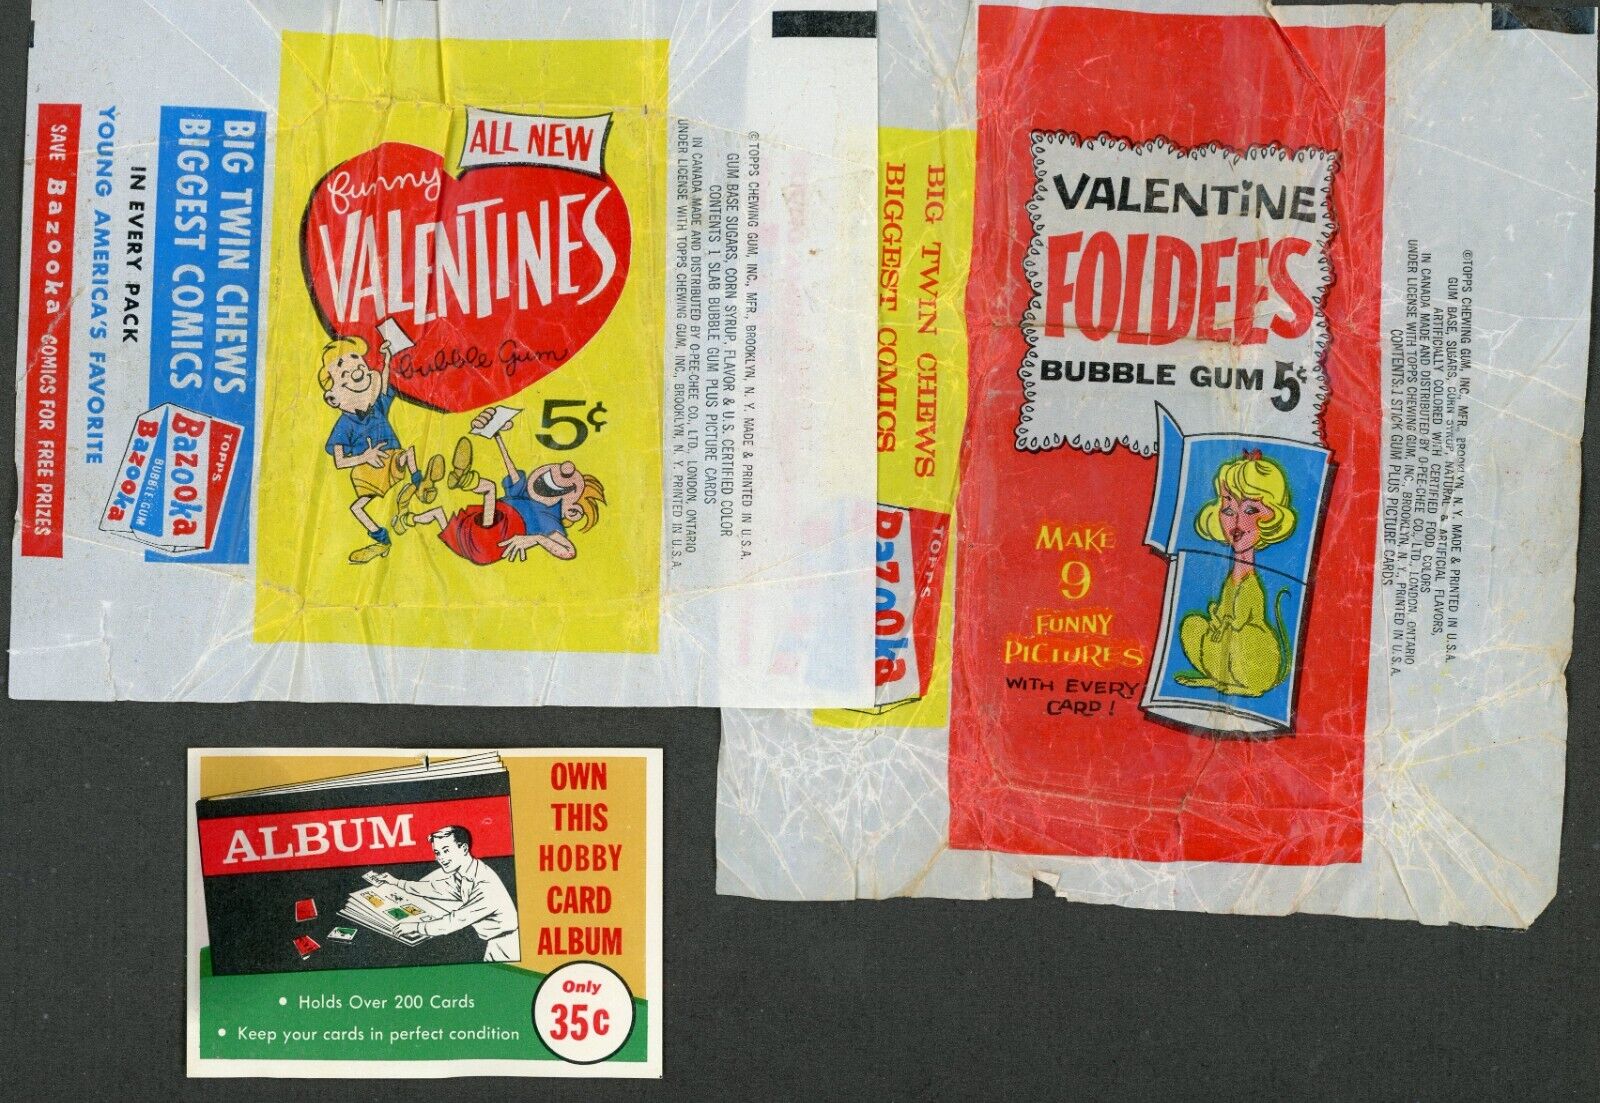 SAVE Bazooka COMICS FOR FREE PRIZES
YOUNG AMERICA'S FAVORITE
IN EVERY PACK
BIG TWIN CHEWS
BIGGEST COMICS
TOPPS
Bazooka
BUBBLE GUM
Bazooka
ALL NEW
funny
VALENTINES
bubble Gum
5¢
©TOPPS CHEWING GUM, INC., MFR., BROOKLYN, N. Y. MADE & PRINTED IN U.S.A.
GUM BASE SUGARS, CORN SYRUP, FLAVOR & U.S. CERTIFIED COLOR
CONTENTS 1 SLAB BUBBLE GUM PLUS PICTURE CARDS
IN CANADA MADE AND DISTRIBUTED BY O-PEE-CHEE CO., LTD., LONDON, ONTARIO
UNDER LICENSE WITH TOPPS CHEWING GUM, INC., BROOKLYN, N. Y. PRINTED IN U.S.A.
BIG TWN CHEWS
BIGGEST COMICS
TOPPS
Bazooka
VALENTiNE
FOLDEES
BUBBLE GUM 5¢
MAKE
9
FUNNY
PICTURES
WITH EVERY
CARD!
©TOPPS CHEWING GUM, INC., MFR., BROOKLYN, N. Y. MADE & PRINTED IN U.S.A.
GUM BASE, SUGARS, CORN SYRUP, NATURAL & ARTIFICIAL FLAVORS,
ARTIFICIALLY COLORED WITH CERTIFIED FOOD COLORS
IN CANADA MADE AND DISTRIBUTED BY O-PEE-CHEE CO., LTD., LONDON, ONTARIO
UNDER LICENSE WITH TOPPS CHEWING GUM, INC., BROOKLYN, N. Y., PRINTED IN U.S.A.
CONTENTS: 1 STICK GUM PLUS PICTURE CARDS
ALBUM
OWN
THIS
HOBBY
CARD
ALBUM
Only
35¢
• Holds Over 200 Cards
• Keep your cards in perfect condition